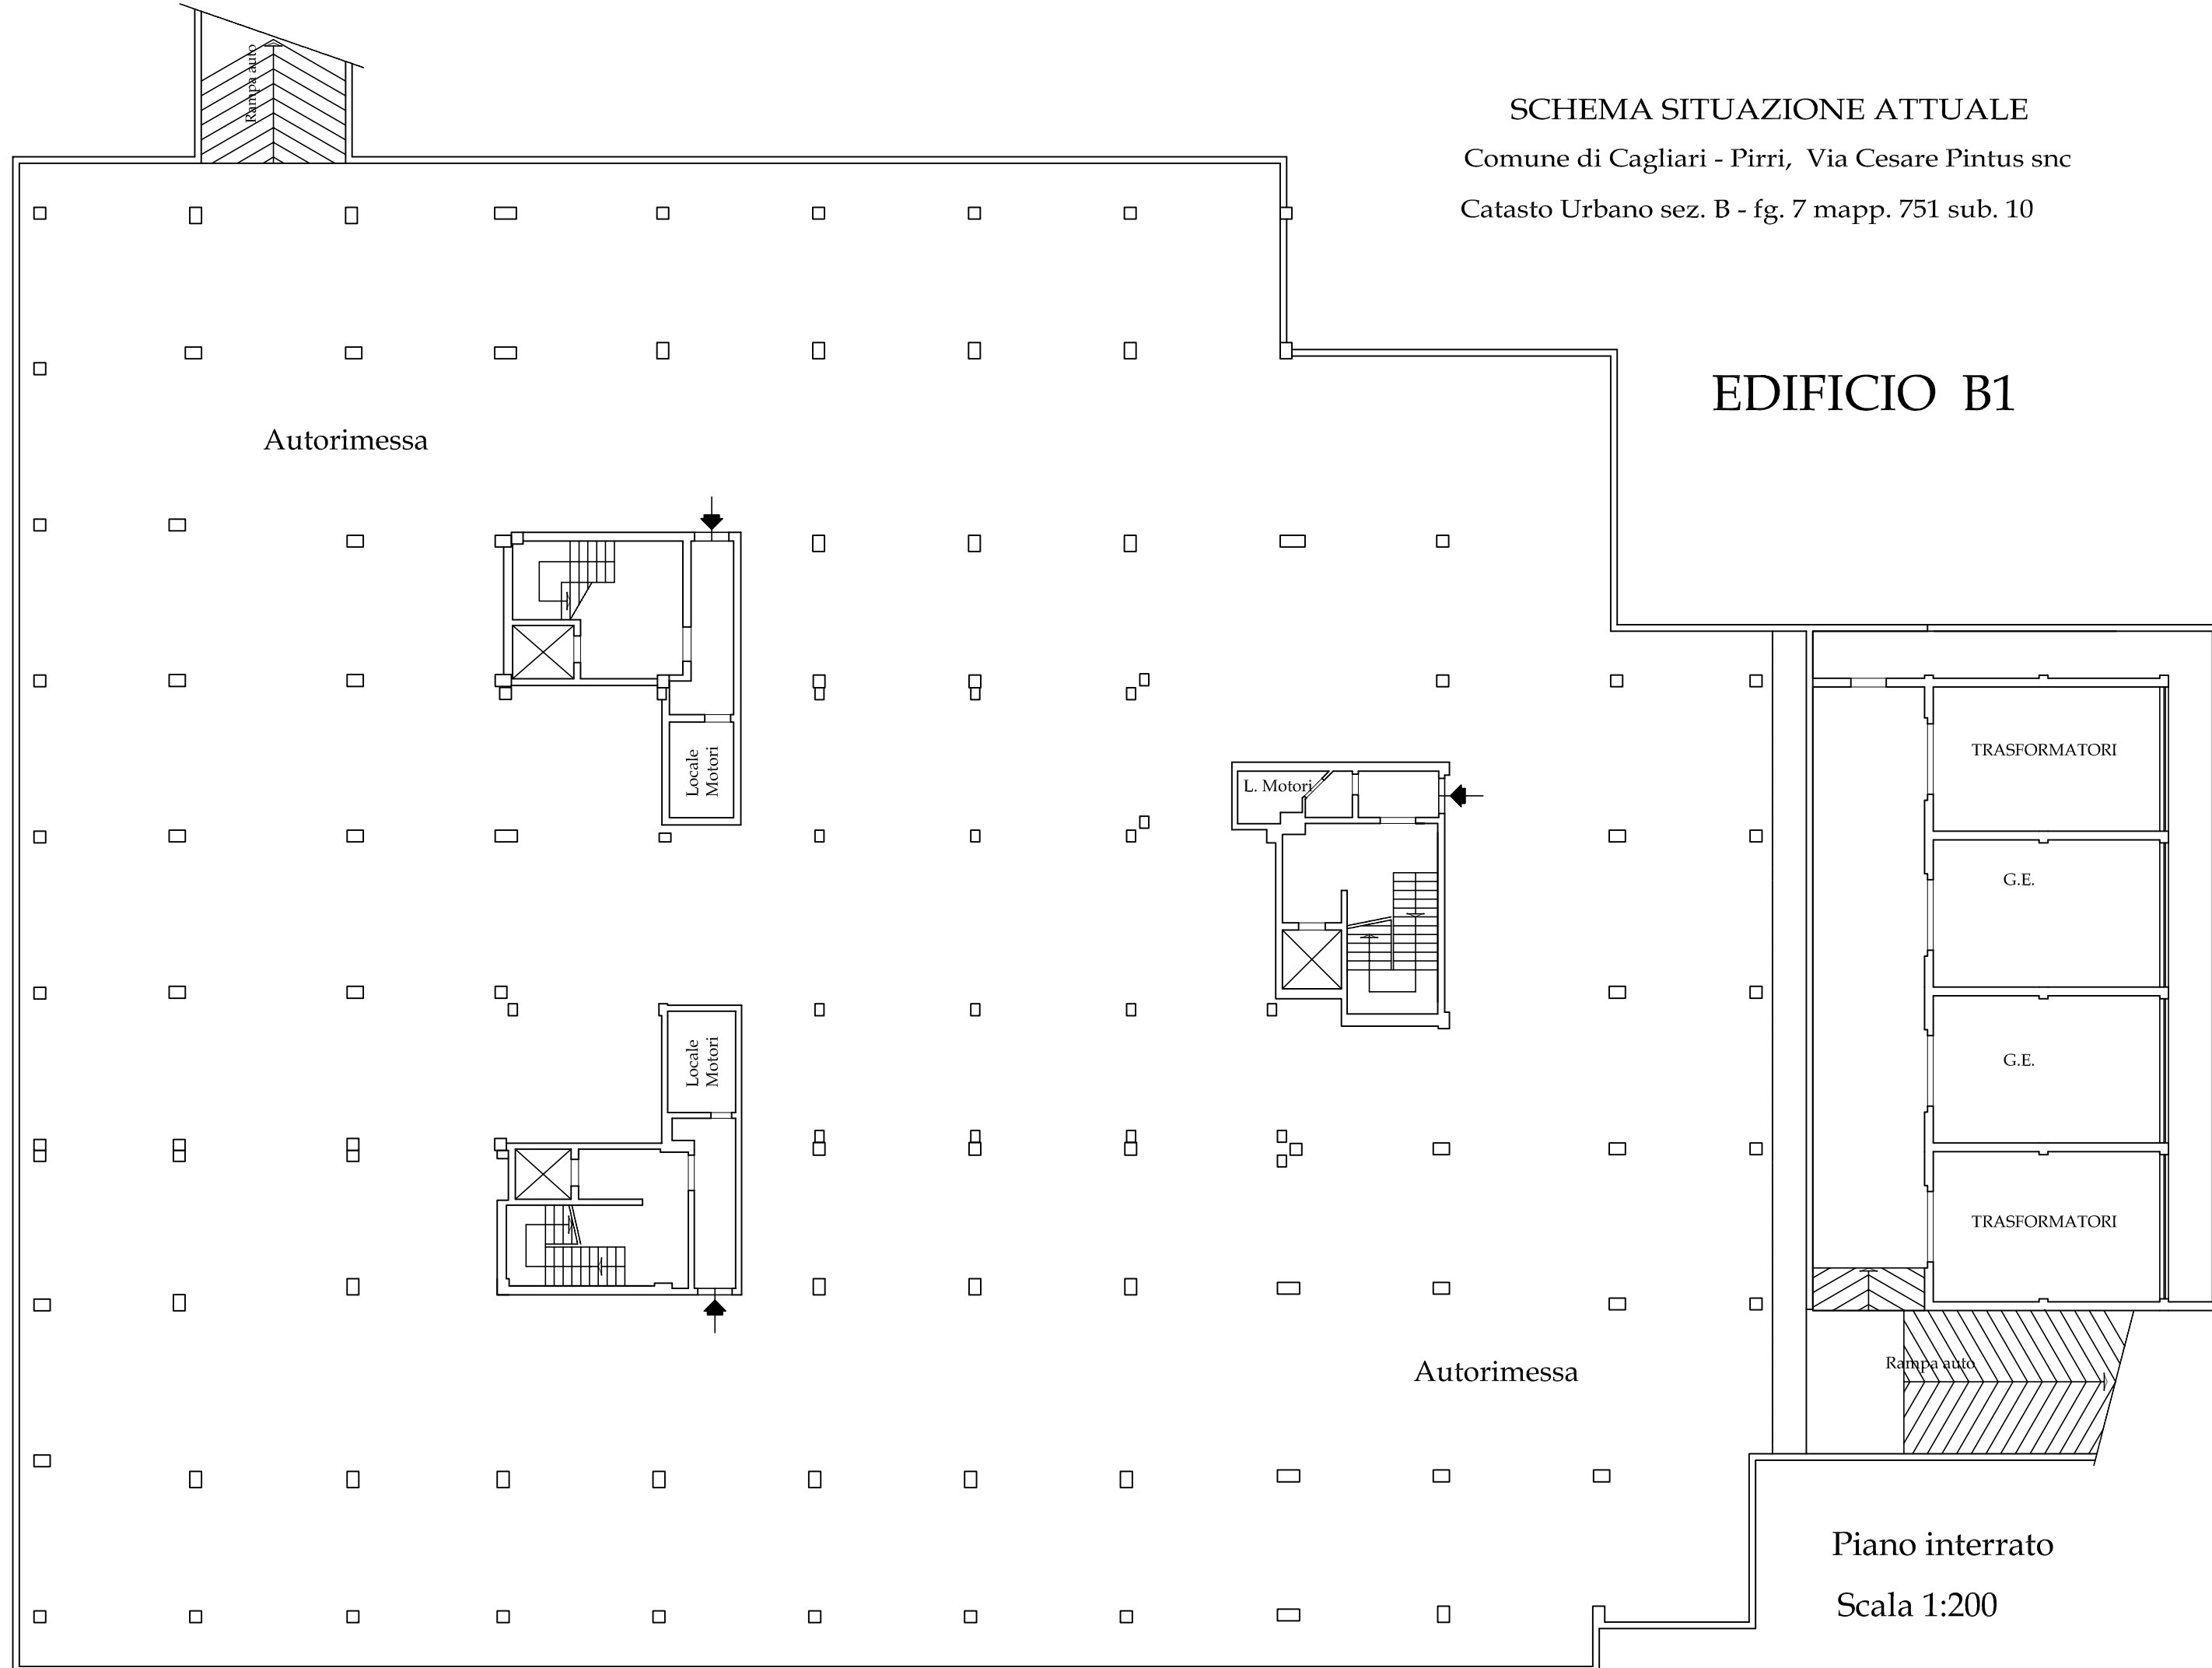 Rampa auto
SCHEMA SITUAZIONE ATTUALE
Comune di Cagliari - Pirri, Via Cesare Pintus snc
Catasto Urbano sez. B - fg. 7 mapp. 751 sub. 10
EDIFICIO B1
Autorimessa
Locale
Motori
L. Motori
TRASFORMATORI
G.E.
Locale
Motori
G.E.
TRASFORMATORI
Rampa auto
Autorimessa
Piano interrato
Scala 1:200